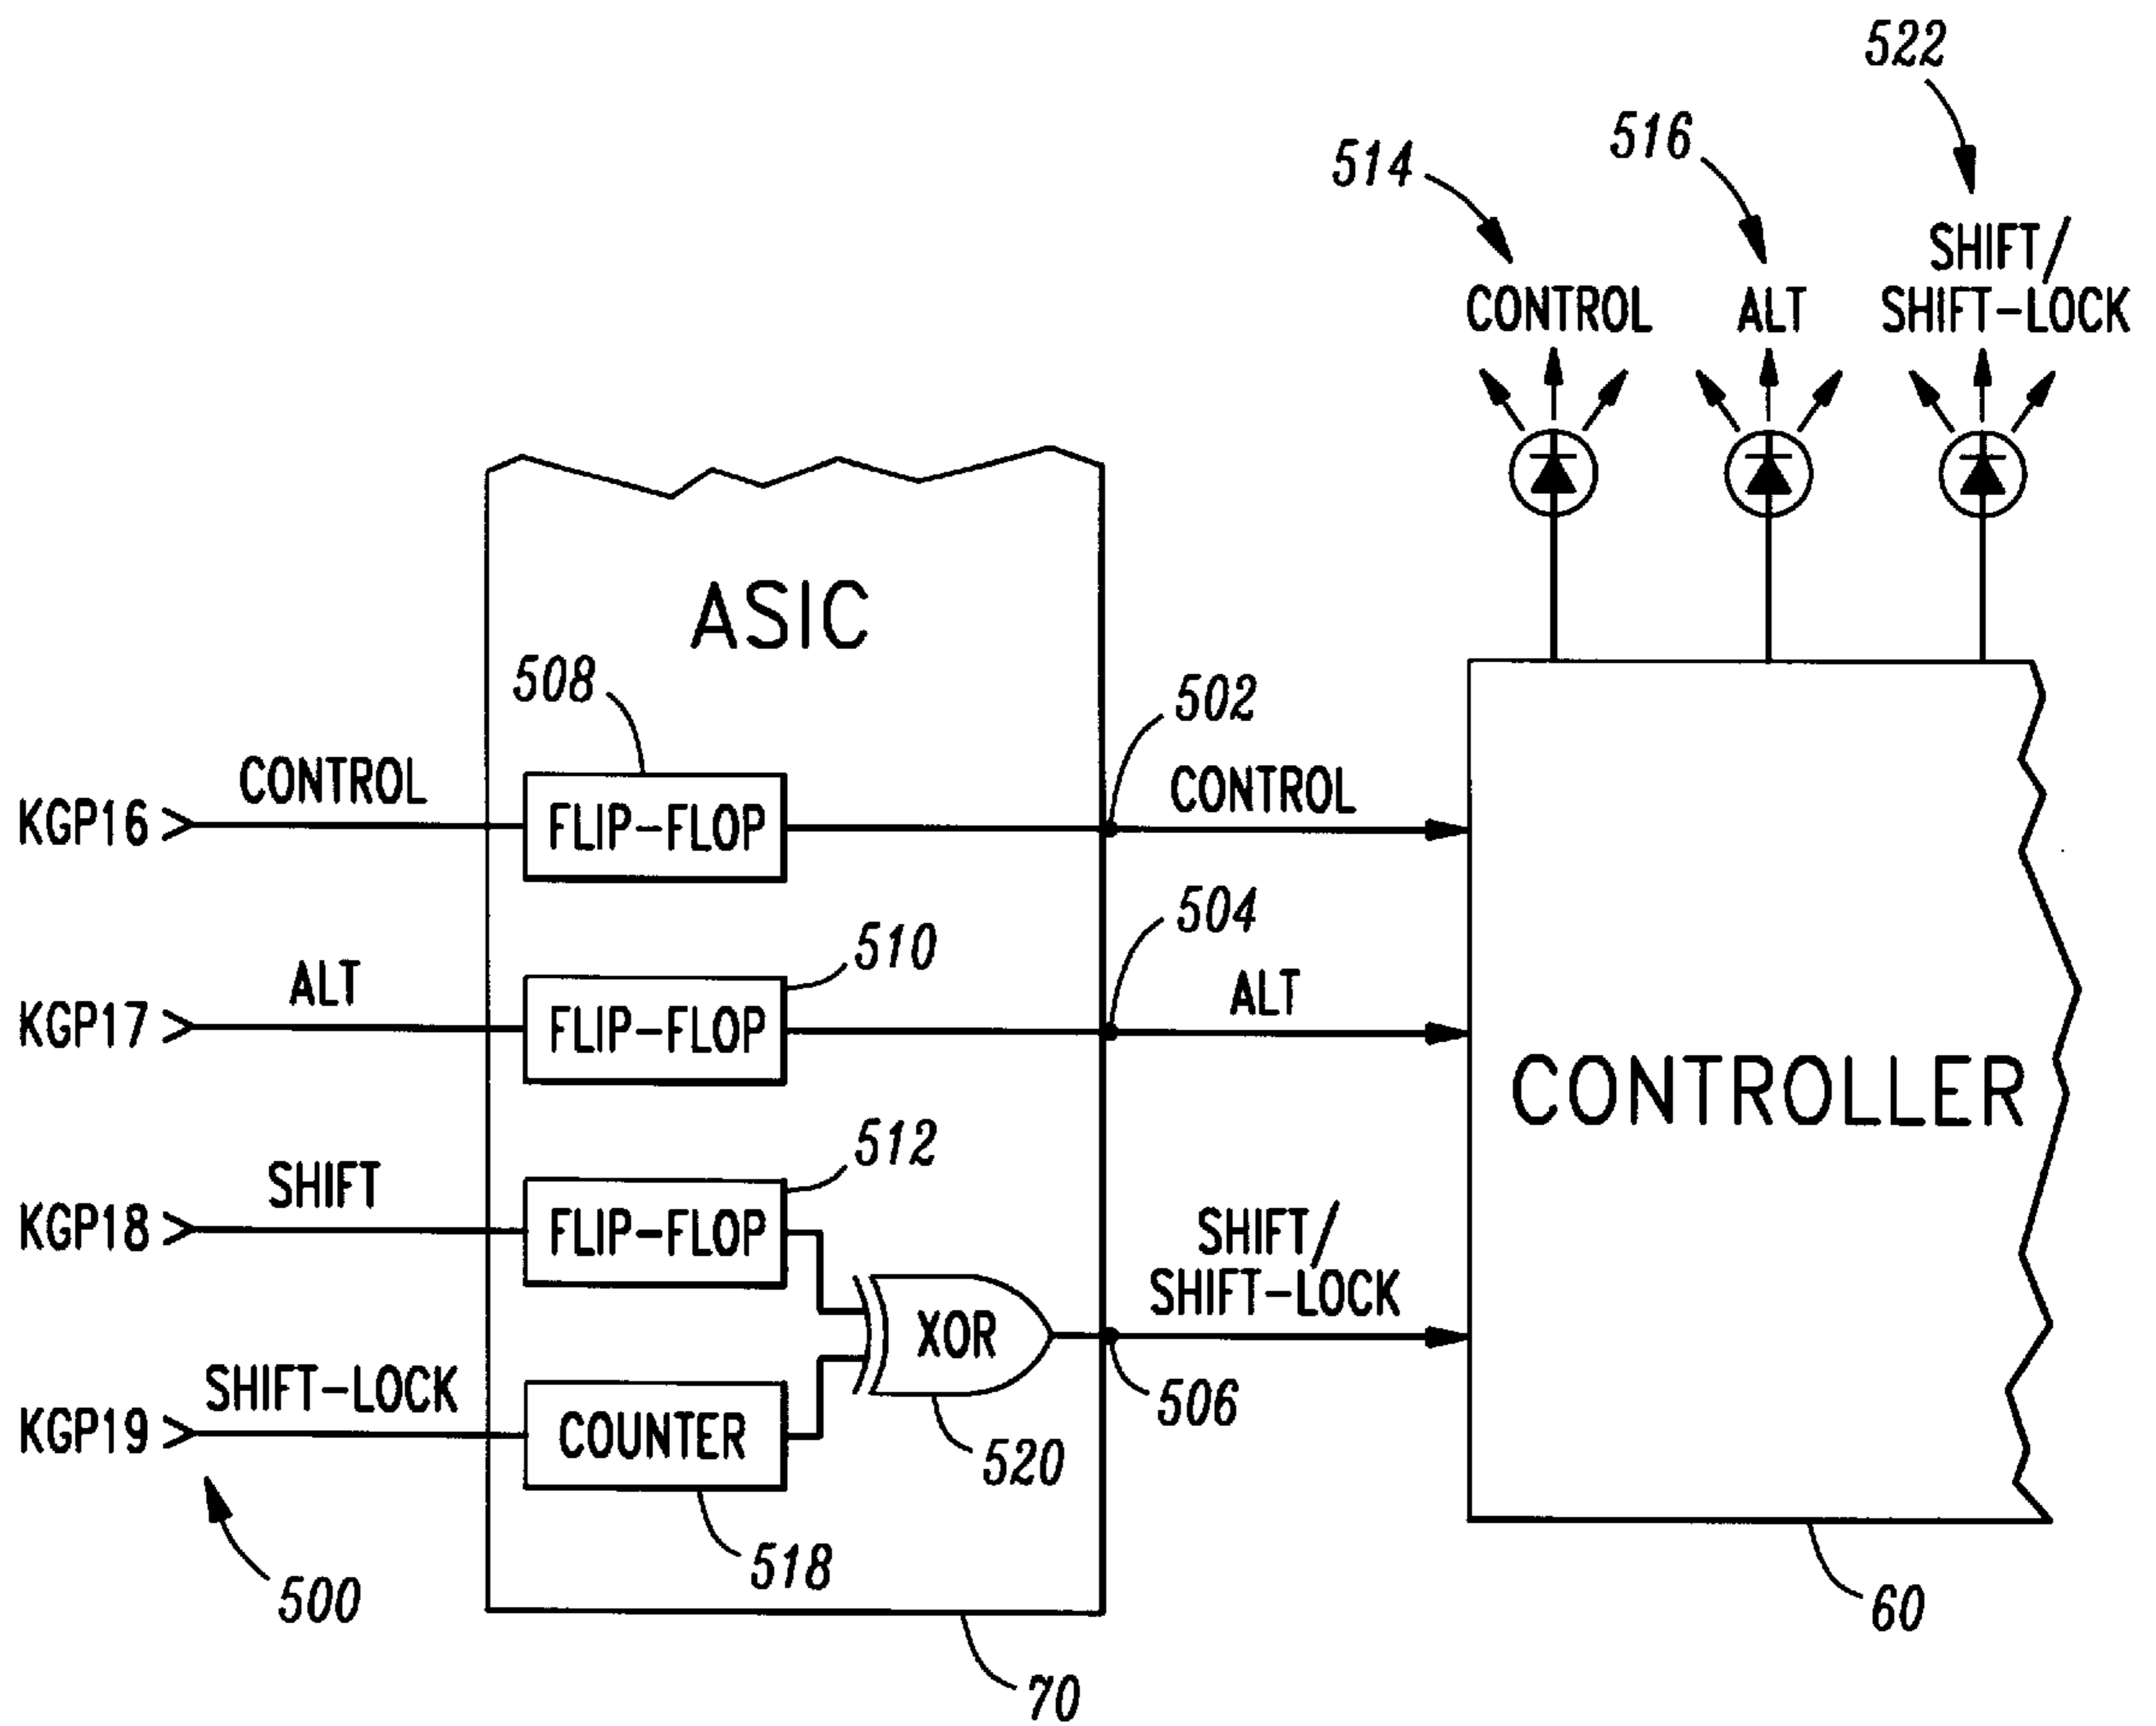 522
516
514
SHIFT/
SHIFT-LOCK
CONTROL
ALT
ASIC
508
502
CONTROL
CONTROL
KGP16
FLIP-FLOP
504
510
ALT
ALT
KGP17
FLIP-FLOP
CONTROLLER
512
SHIFT
KGP18
FLIP-FLOP
SHIFT/
SHIFT-LOCK
XOR
SHIFT-LOCK
506
KGP19
COUNTER
520
518
500
60
70